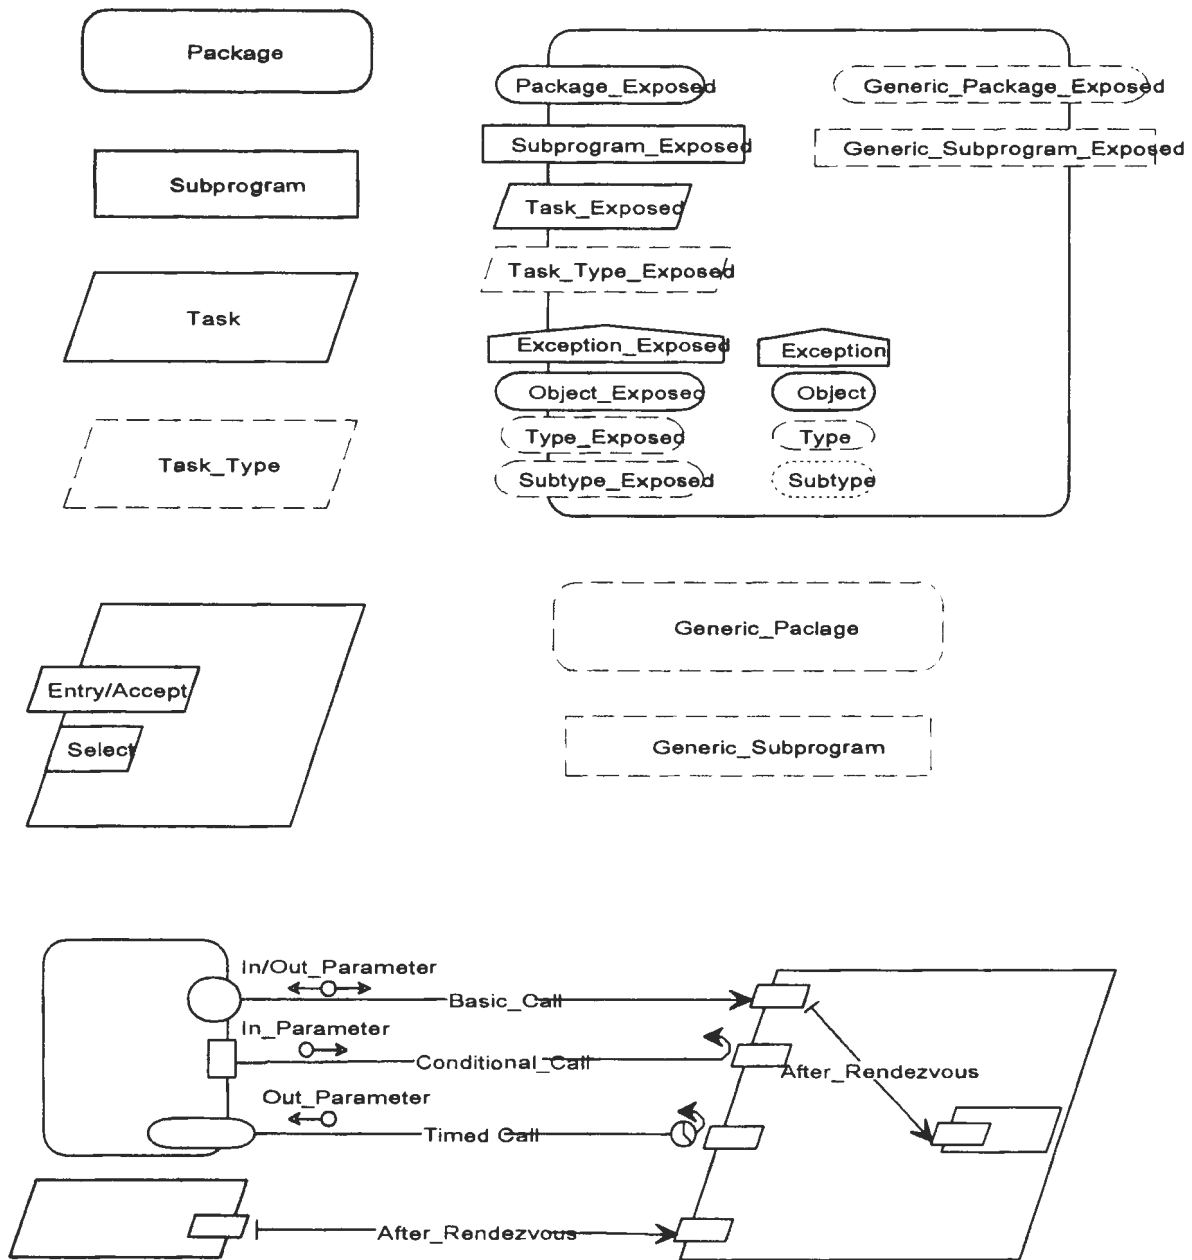 Package
Package_Exposed
Generic_Package_Exposed
Subprogram_Exposed
Generic_Subprogram_Exposed
Subprogram
Task_Exposed
Task_Type_Exposed
Task
Exception_Exposed
Exception
Object_Exposed
Object
Type_Exposed
Type
Task_Type
Subtype_Exposed
Subtype
Generic_Paclage
Entry/Accept
Select
Generic_Subprogram
In/Out_Parameter
Basic_Call
In_Parameter
Conditional_Call
After_Rendezvous
Out_Parameter
Timed Call
After_Rendezvous